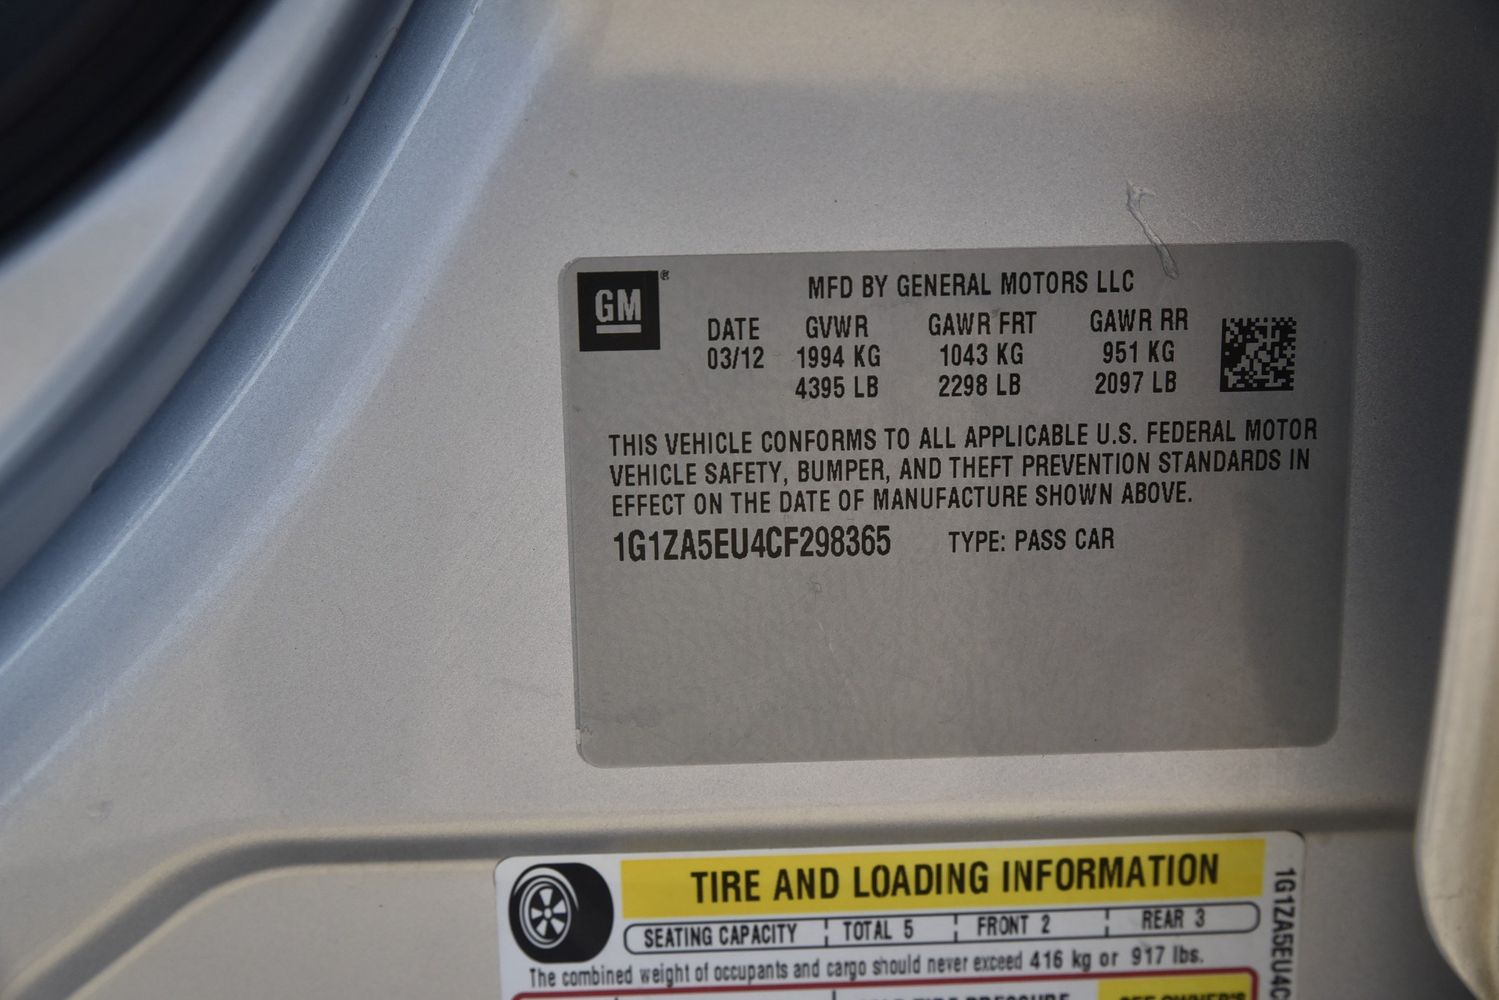 GM ®
MFD BY GENERAL MOTORS LLC
DATE GVWR GAWR FRT GAWR RR
03/12 1994 KG 1043 KG 951 KG
4395 LB 2298 LB 2097 LB
THIS VEHICLE CONFORMS TO ALL APPLICABLE U.S. FEDERAL MOTOR
VEHICLE SAFETY, BUMPER, AND THEFT PREVENTION STANDARDS IN
EFFECT ON THE DATE OF MANUFACTURE SHOWN ABOVE.
1G1ZA5EU4CF298365 TYPE: PASS CAR
TIRE AND LOADING INFORMATION
SEATING CAPACITY TOTAL 5 FRONT 2 REAR 3
The combined weight of occupants and cargo should never exceed 416 kg or 917 lbs.
SEE OWNER'S
1G1ZA5EU4C